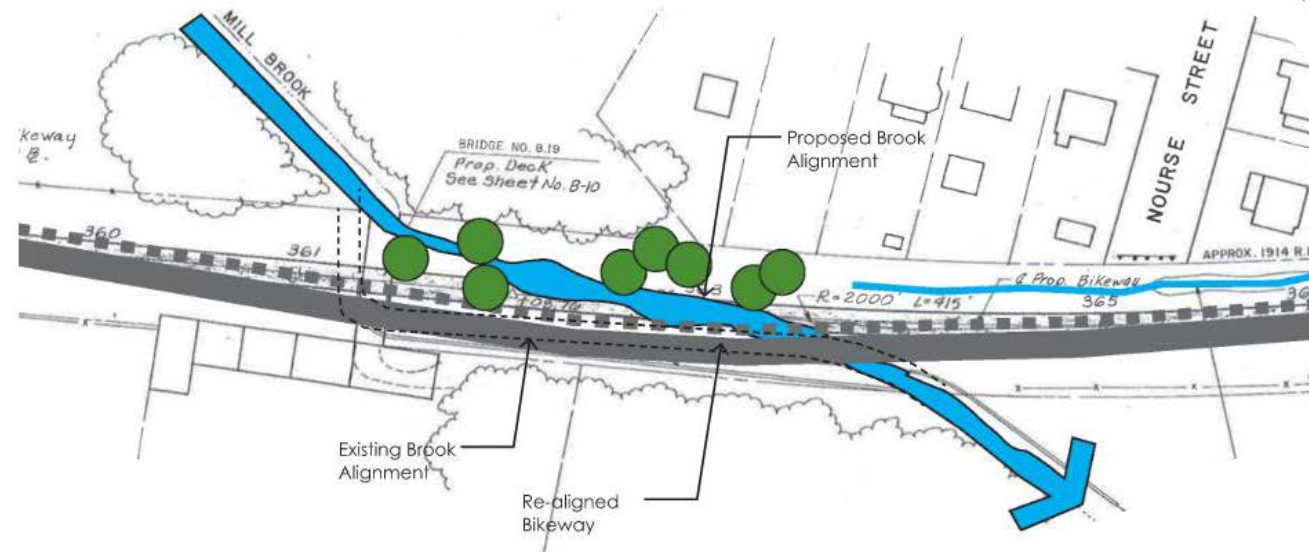 MILL BROOK
NOURSE STREET
Proposed Brook
Alignment
BRIDGE NO. 8.19
Prop. Deck
See Sheet No. B-10
keway
360
361
APPROX. 1914 R.
₵ Prop. Bikeway
R=2000' L=415'
365
Existing Brook
Alignment
Re-aligned
Bikeway